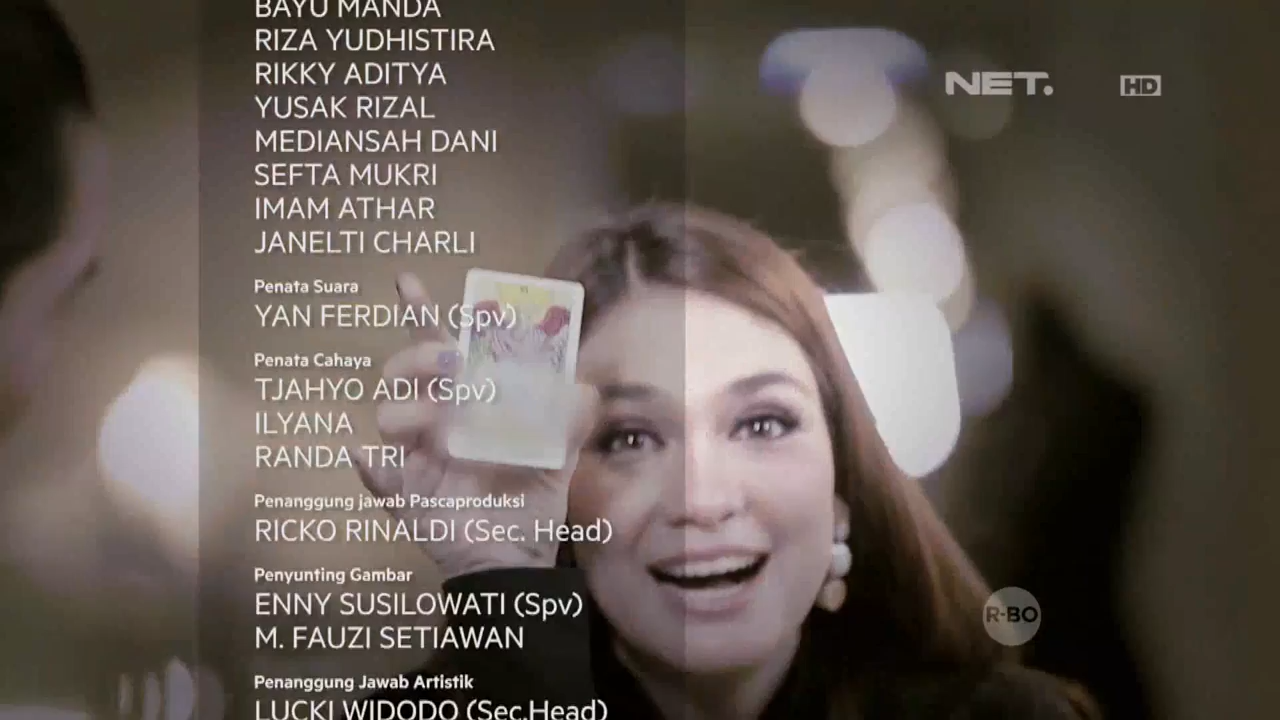 BAYU MANDA
RIZA YUDHISTIRA
RIKKY ADITYA
YUSAK RIZAL
MEDIANSAH DANI
SEFTA MUKRI
IMAM ATHAR
JANELTI CHARLI
Penata Suara
YAN FERDIAN (Spv)
Penata Cahaya
TJAHYO ADI (Spv)
ILYANA
RANDA TRI
Penanggung jawab Pascaproduksi
RICKO RINALDI (Sec. Head)
Penyunting Gambar
ENNY SUSILOWATI (Spv)
M. FAUZI SETIAWAN
Penanggung Jawab Artistik
LUCKI WIDODO (Sec.Head)
NET.
HD
R-BO